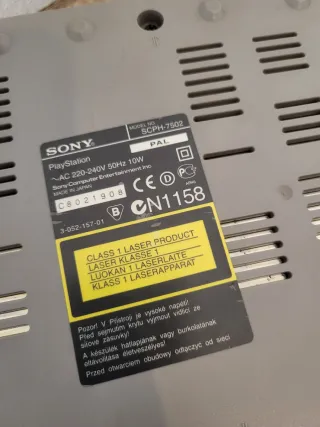 SONY
MODEL NO. SCPH-7502
PlayStation
PAL
AC 220-240V 50Hz 10W
Sony Computer Entertainment Inc.
MADE IN JAPAN
C8021908
CE D
B N1158
3-052-157-01
CLASS 1 LASER PRODUCT
LASER KLASSE 1
LUOKAN 1 LASERLAITE
KLASS 1 LASERAPPARAT
Pozor! V Přístroji je vysoké napětí!
Před sejmutím krytu vyjmout vidlici ze
síťové zásuvky!
A készülék hátlapjának vagy burkolatának
eltávolítása életveszélyes!
Przed otwarciem obudowy odłączyć od sieci